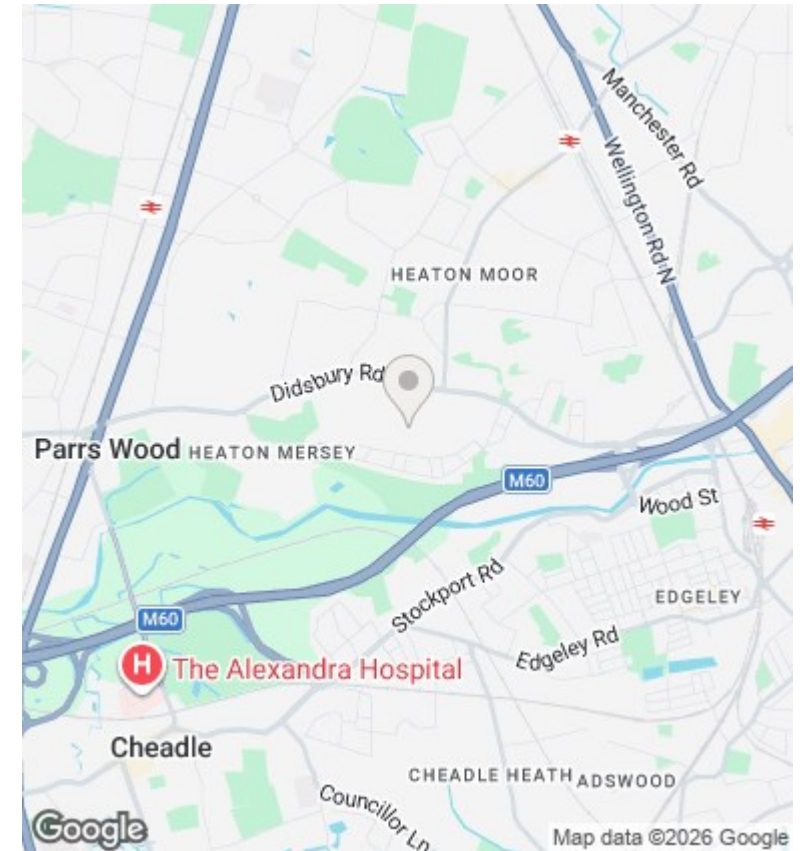 Manchester Rd
Wellington Rd N
HEATON MOOR
Didsbury Rd
Parrs Wood
HEATON MERSEY
M60
Wood St
Stockport Rd
EDGELEY
M60
Edgeley Rd
H
The Alexandra Hospital
Cheadle
CHEADLE HEATH
ADSWOOD
Councillor Ln
Google
Map data ©2026 Google